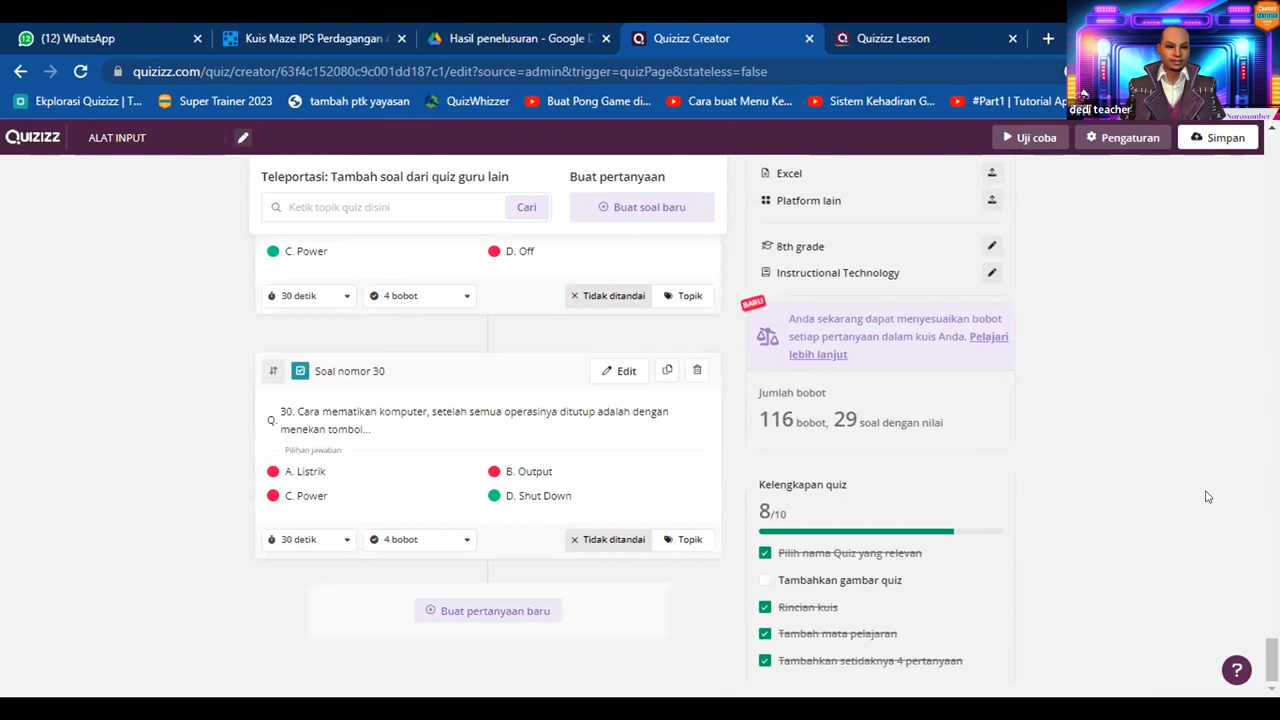 (12) WhatsApp
Kuis Maze IPS Perdagangan
Hasil penelusuran - Google D
Quizizz Creator
Quizizz Lesson
quizizz.com/quiz/creator/63f4c152080c9c001dd187c1/edit?source=admin&trigger=quizPage&stateless=false
Ekplorasi Quizizz | T...
Super Trainer 2023
tambah ptk yayasan
QuizWhizzer
Buat Pong Game di...
Cara buat Menu Ke...
Sistem Kehadiran G...
#Part1 | Tutorial Ap
dedi teacher
Narasumber
QUIZIZZ
ALAT INPUT
Uji coba
Pengaturan
Simpan
Teleportasi: Tambah soal dari quiz guru lain
Buat pertanyaan
Ketik topik quiz disini
Cari
Buat soal baru
C. Power
D. Off
30 detik
4 bobot
Tidak ditandai
Topik
Soal nomor 30
Edit
Q. 30. Cara mematikan komputer, setelah semua operasinya ditutup adalah dengan
menekan tombol...
Pilihan jawaban
A. Listrik
B. Output
C. Power
D. Shut Down
30 detik
4 bobot
Tidak ditandai
Topik
Buat pertanyaan baru
Excel
Platform lain
8th grade
Instructional Technology
BARU
Anda sekarang dapat menyesuaikan bobot
setiap pertanyaan dalam kuis Anda. Pelajari
lebih lanjut
Jumlah bobot
116 bobot, 29 soal dengan nilai
Kelengkapan quiz
8/10
Pilih nama Quiz yang relevan
Tambahkan gambar quiz
Rincian kuis
Tambah mata pelajaran
Tambahkan setidaknya 4 pertanyaan
?